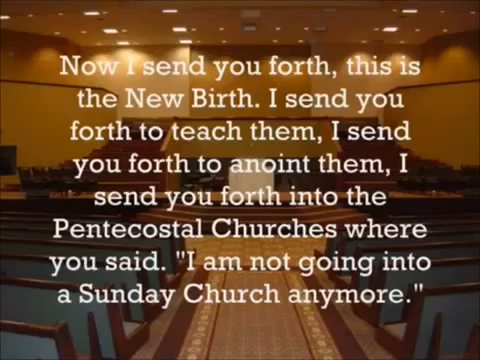 Now I send you forth, this is
the New Birth. I send you
forth to teach them, I send
you forth to anoint them, I
send you forth into the
Pentecostal Churches where
you said. "I am not going into
a Sunday Church anymore."